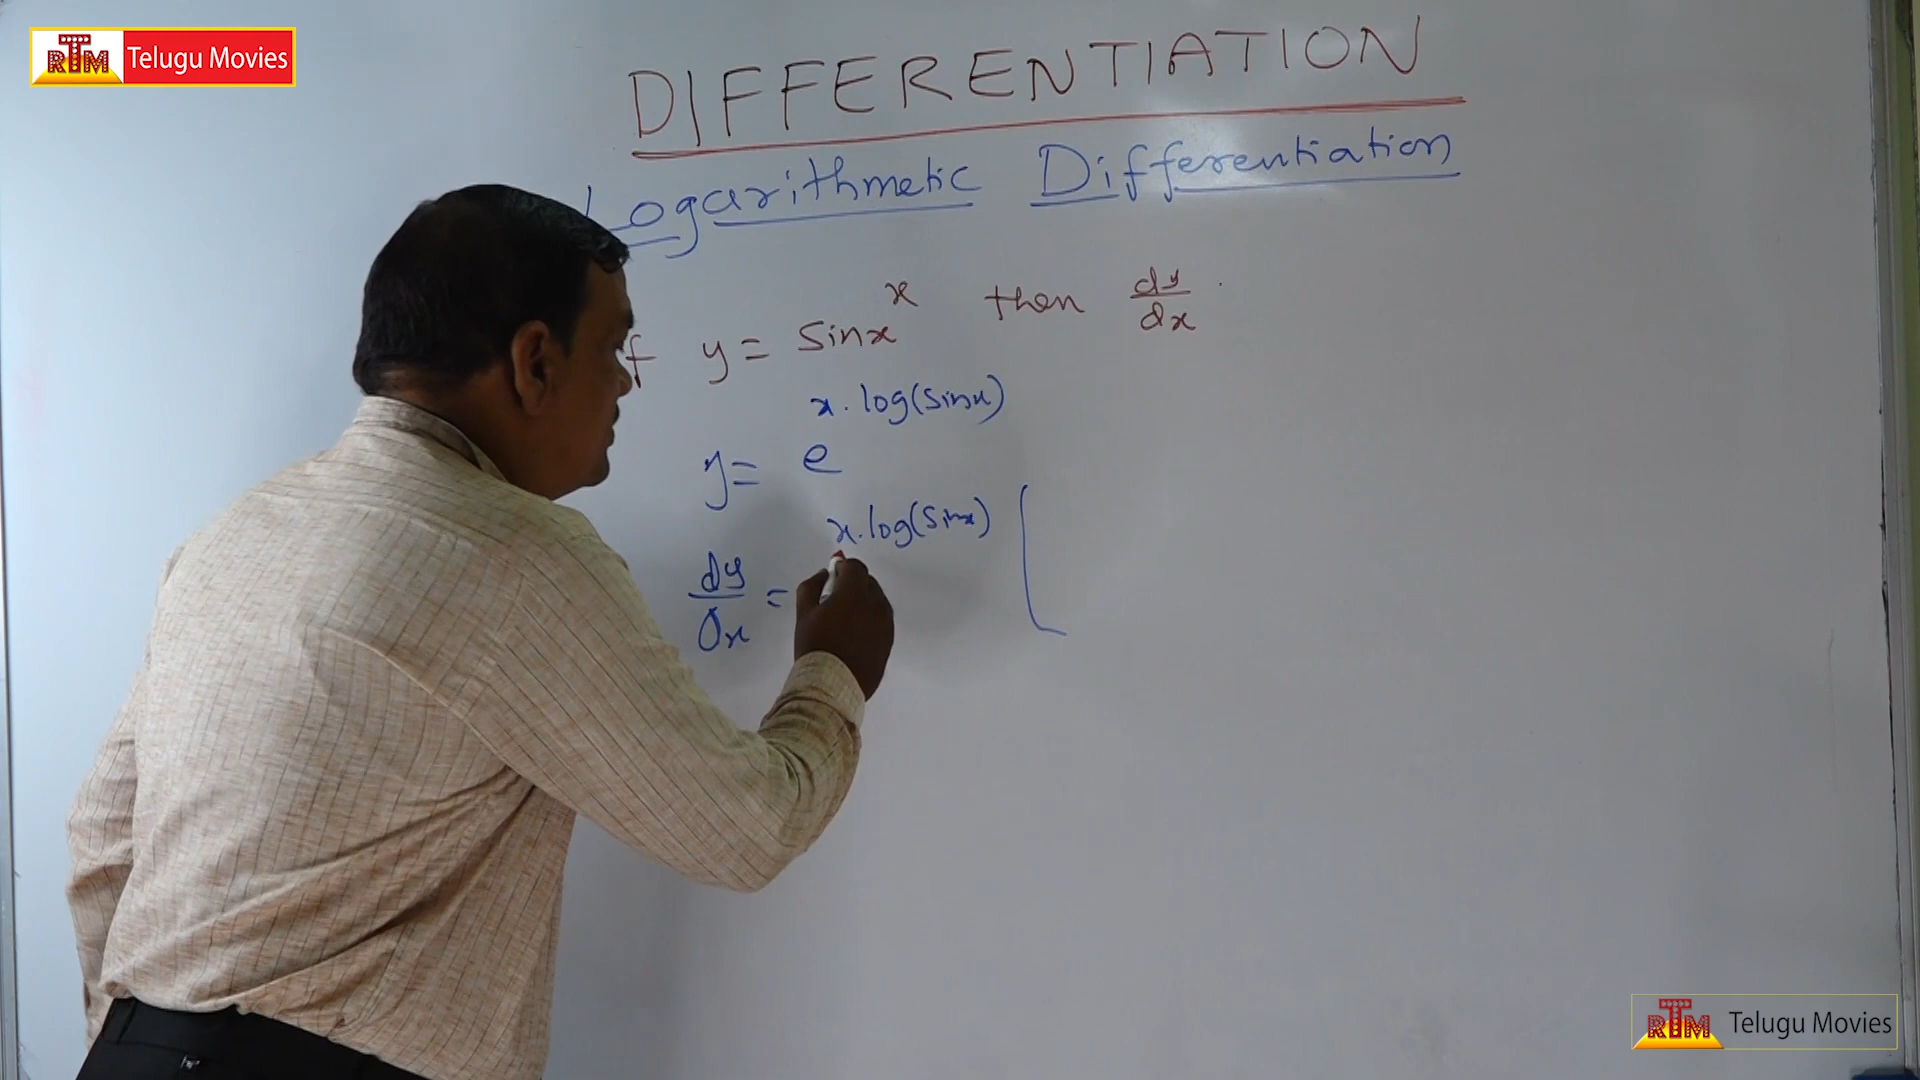 RTM Telugu Movies
DIFFERENTIATION
Logarithmetic Differentiation
f y = Sinx^x then dy/dx .
y = e^x.log(Sinx)
dy/dx = x.log(Sinx) [
RTM Telugu Movies